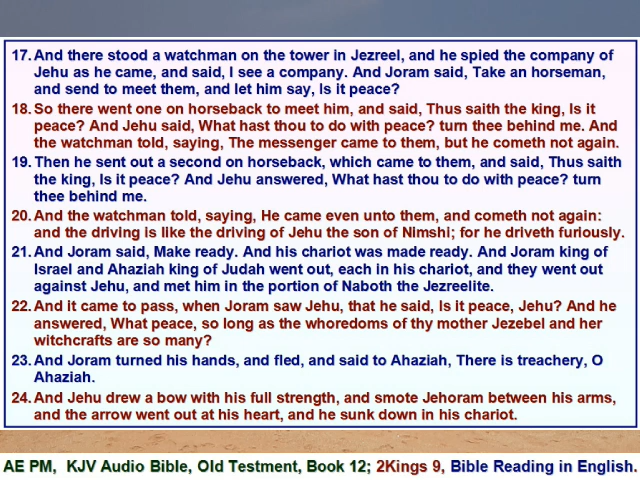 17. And there stood a watchman on the tower in Jezreel, and he spied the company of
Jehu as he came, and said, I see a company. And Joram said, Take an horseman,
and send to meet them, and let him say, Is it peace?
18. So there went one on horseback to meet him, and said, Thus saith the king, Is it
peace? And Jehu said, What hast thou to do with peace? turn thee behind me. And
the watchman told, saying, The messenger came to them, but he cometh not again.
19. Then he sent out a second on horseback, which came to them, and said, Thus saith
the king, Is it peace? And Jehu answered, What hast thou to do with peace? turn
thee behind me.
20. And the watchman told, saying, He came even unto them, and cometh not again:
and the driving is like the driving of Jehu the son of Nimshi; for he driveth furiously.
21. And Joram said, Make ready. And his chariot was made ready. And Joram king of
Israel and Ahaziah king of Judah went out, each in his chariot, and they went out
against Jehu, and met him in the portion of Naboth the Jezreelite.
22. And it came to pass, when Joram saw Jehu, that he said, Is it peace, Jehu? And he
answered, What peace, so long as the whoredoms of thy mother Jezebel and her
witchcrafts are so many?
23. And Joram turned his hands, and fled, and said to Ahaziah, There is treachery, O
Ahaziah.
24. And Jehu drew a bow with his full strength, and smote Jehoram between his arms,
and the arrow went out at his heart, and he sunk down in his chariot.
AE PM, KJV Audio Bible, Old Testment, Book 12; 2Kings 9, Bible Reading in English.